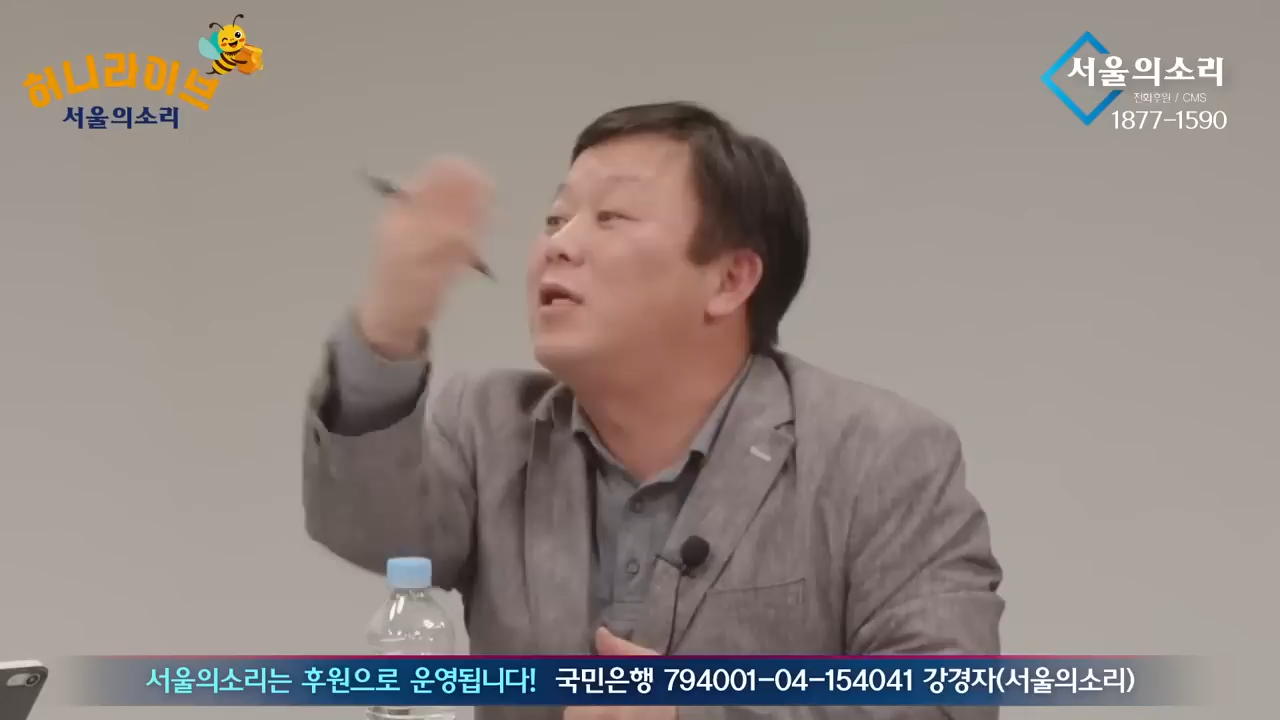 허니라이브
서울의소리
서울의소리
전화후원 / CMS
1877-1590
서울의소리는 후원으로 운영됩니다! 국민은행 794001-04-154041 강경자(서울의소리)